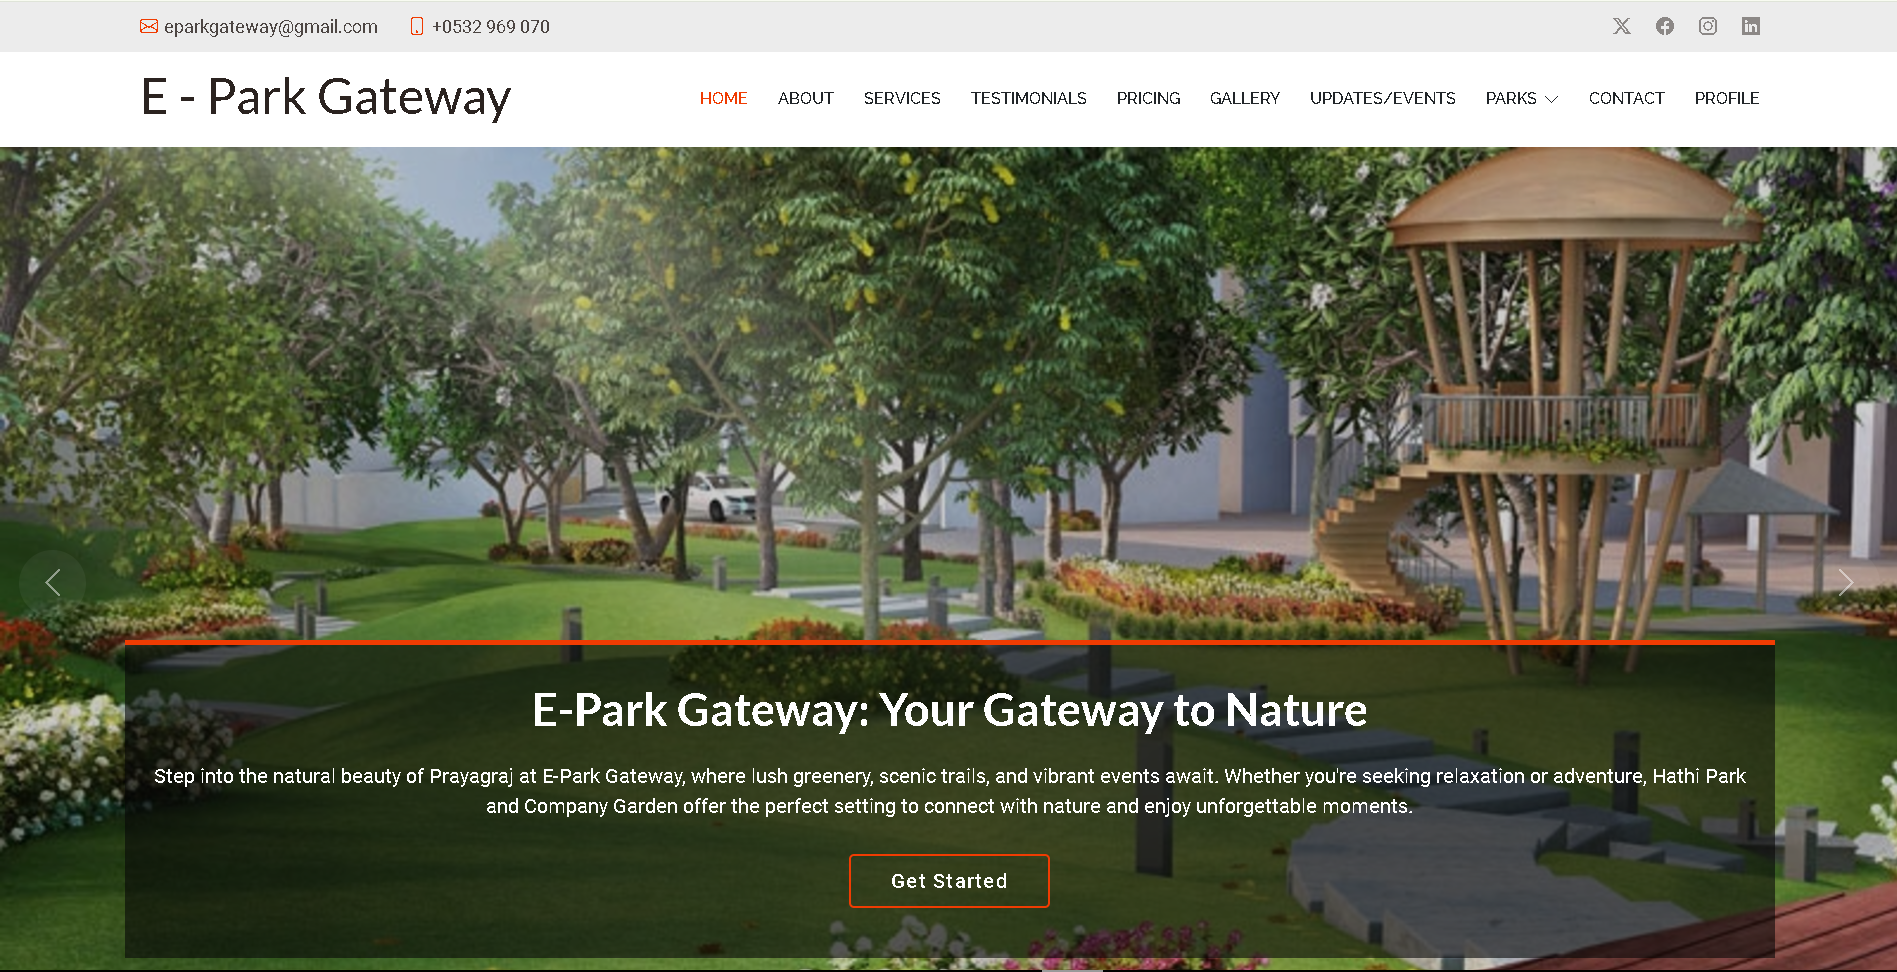 eparkgateway@gmail.com +0532 969 070
E - Park Gateway
HOME ABOUT SERVICES TESTIMONIALS PRICING GALLERY UPDATES/EVENTS PARKS CONTACT PROFILE
E-Park Gateway: Your Gateway to Nature
Step into the natural beauty of Prayagraj at E-Park Gateway, where lush greenery, scenic trails, and vibrant events await. Whether you're seeking relaxation or adventure, Hathi Park
and Company Garden offer the perfect setting to connect with nature and enjoy unforgettable moments.
Get Started